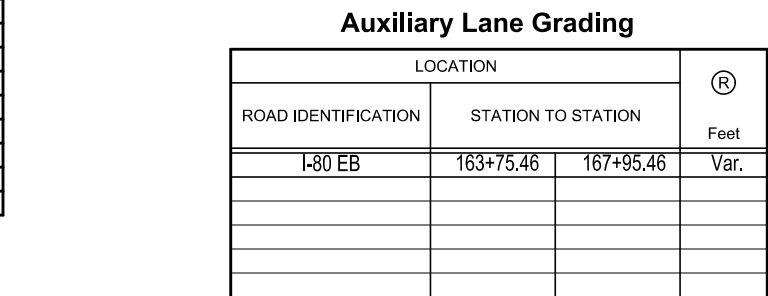 Auxiliary Lane Grading
LOCATION
Ⓡ
ROAD IDENTIFICATION STATION TO STATION
Feet
I-80 EB 163+75.46 167+95.46 Var.